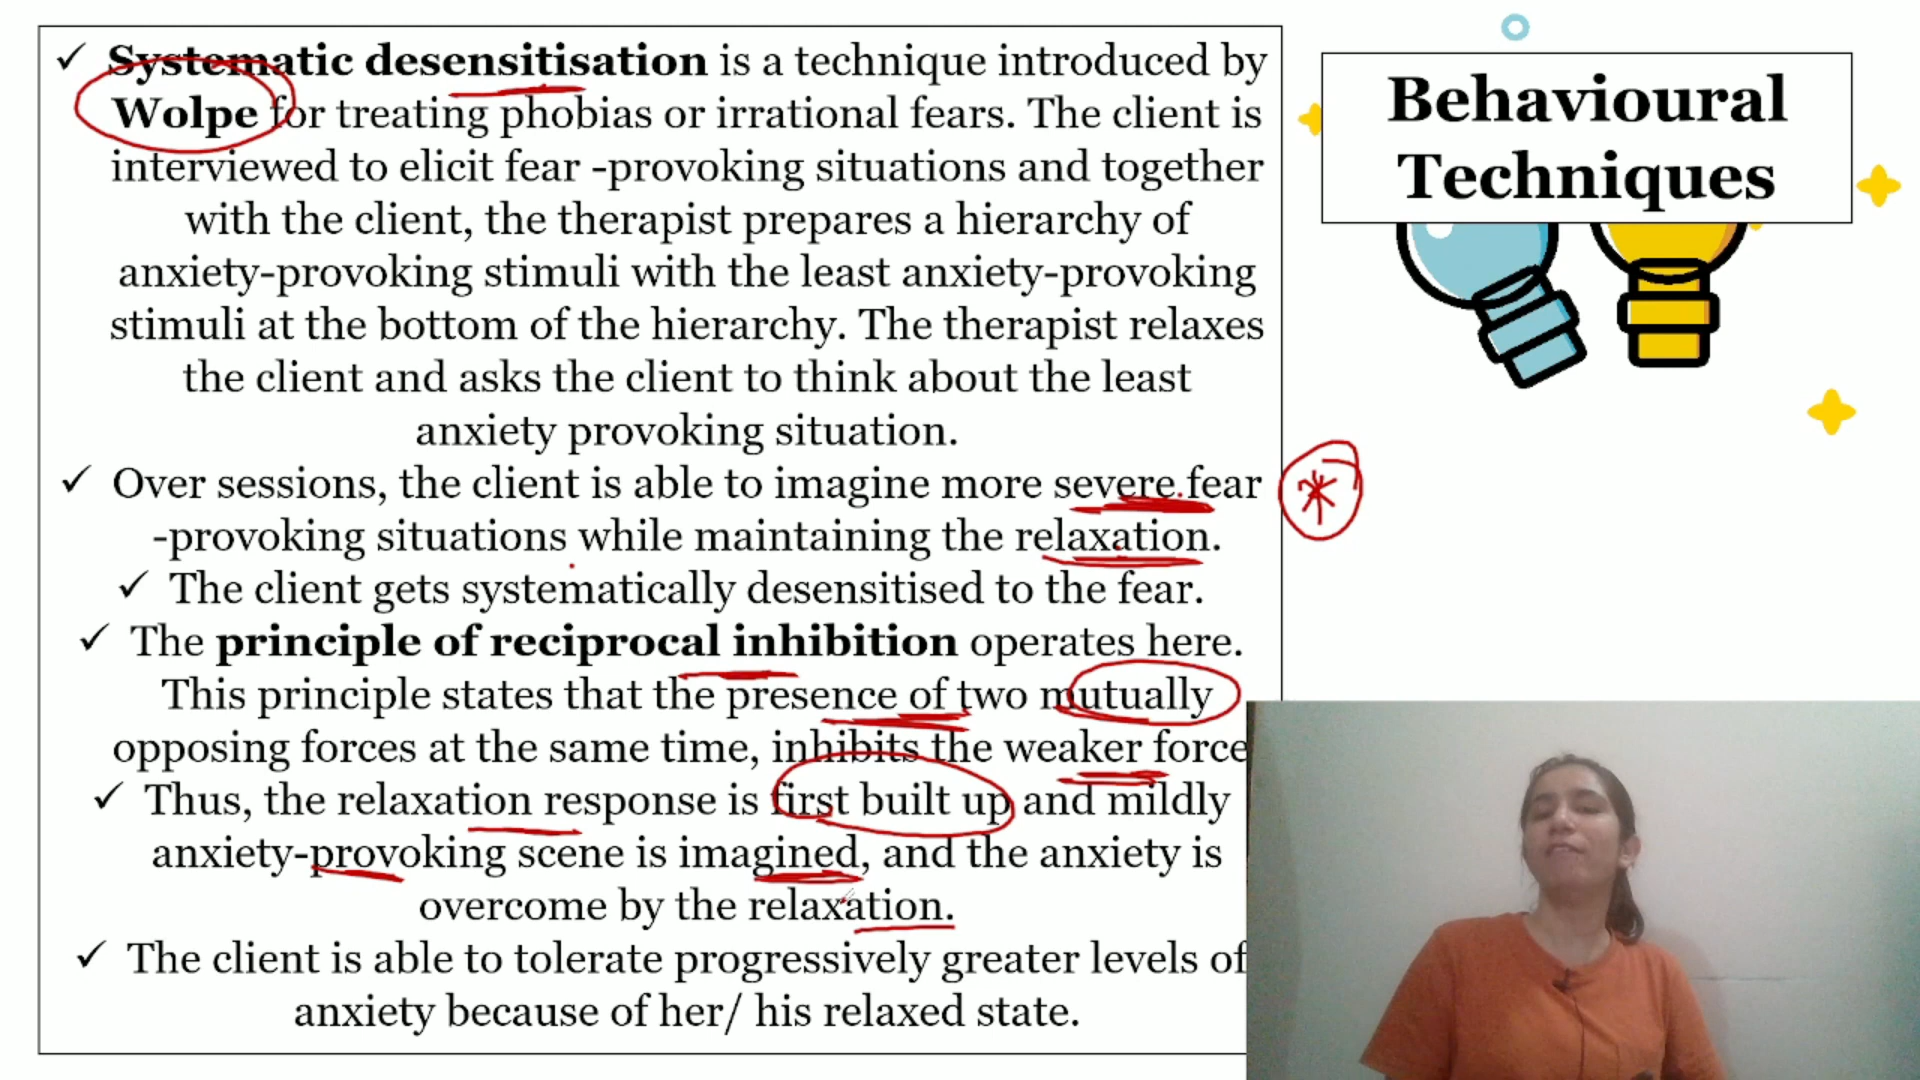 ✓ Systematic desensitisation is a technique introduced by
Wolpe for treating phobias or irrational fears. The client is
interviewed to elicit fear -provoking situations and together
with the client, the therapist prepares a hierarchy of
anxiety-provoking stimuli with the least anxiety-provoking
stimuli at the bottom of the hierarchy. The therapist relaxes
the client and asks the client to think about the least
anxiety provoking situation.
✓ Over sessions, the client is able to imagine more severe fear
-provoking situations while maintaining the relaxation.
✓ The client gets systematically desensitised to the fear.
✓ The principle of reciprocal inhibition operates here.
This principle states that the presence of two mutually
opposing forces at the same time, inhibits the weaker force
✓ Thus, the relaxation response is first built up and mildly
anxiety-provoking scene is imagined, and the anxiety is
overcome by the relaxation.
✓ The client is able to tolerate progressively greater levels of
anxiety because of her/ his relaxed state.
Behavioural
Techniques